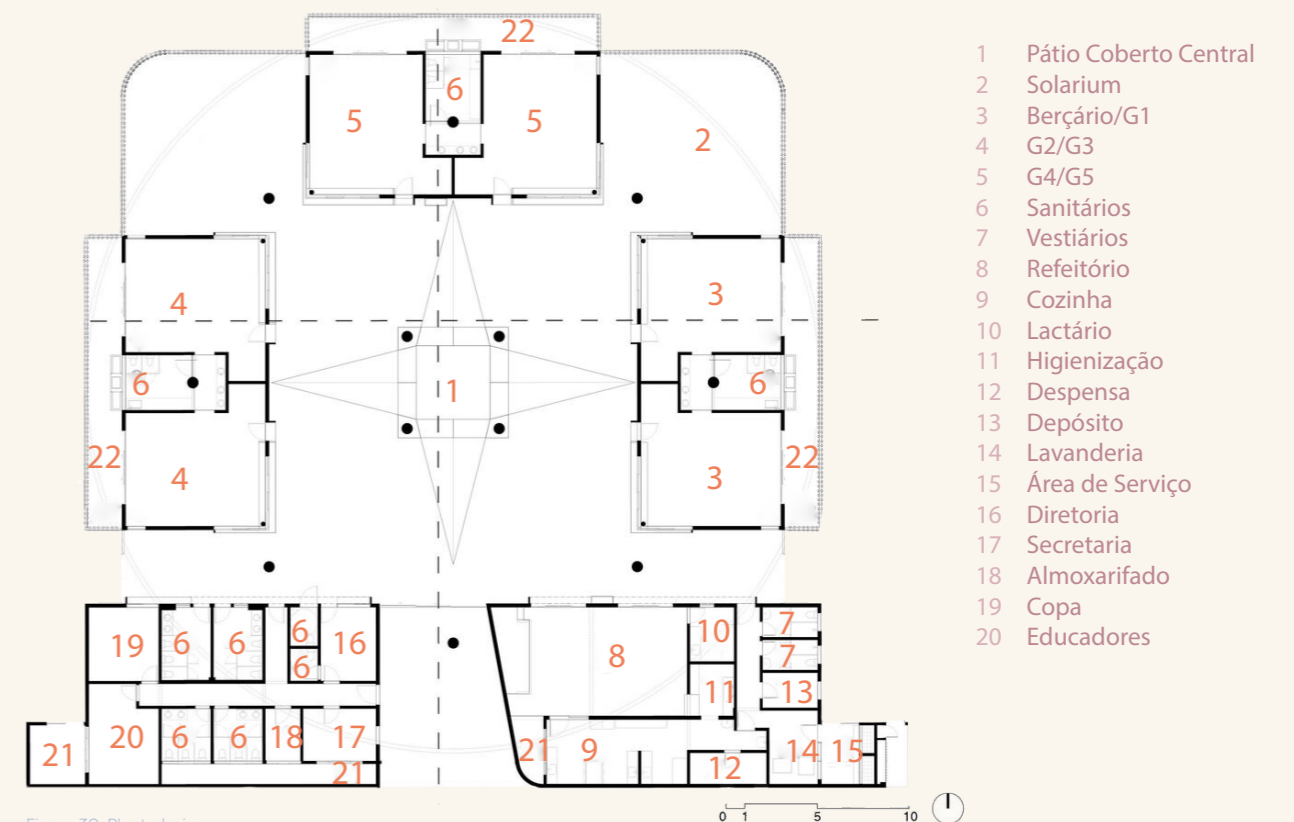 22
6
5
5
2
4
3
1
6
6
22
4
3
22
19
6
6
6
6
16
8
10
7
7
11
13
21
20
6
6
18
17
21
21
9
12
14
15
0 1 5 10
1 Pátio Coberto Central
2 Solarium
3 Berçário/G1
4 G2/G3
5 G4/G5
6 Sanitários
7 Vestiários
8 Refeitório
9 Cozinha
10 Lactário
11 Higienização
12 Despensa
13 Depósito
14 Lavanderia
15 Área de Serviço
16 Diretoria
17 Secretaria
18 Almoxarifado
19 Copa
20 Educadores